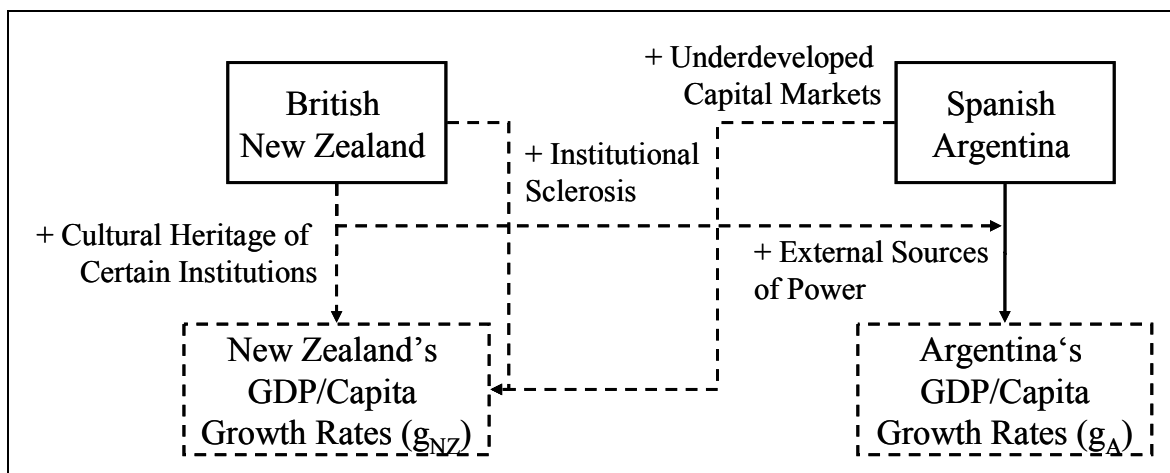 British
New Zealand
+ Underdeveloped
Capital Markets
Spanish
Argentina
+ Institutional
Sclerosis
+ Cultural Heritage of
Certain Institutions
+ External Sources
of Power
New Zealand’s
GDP/Capita
Growth Rates (gNZ)
Argentina‘s
GDP/Capita
Growth Rates (gA)